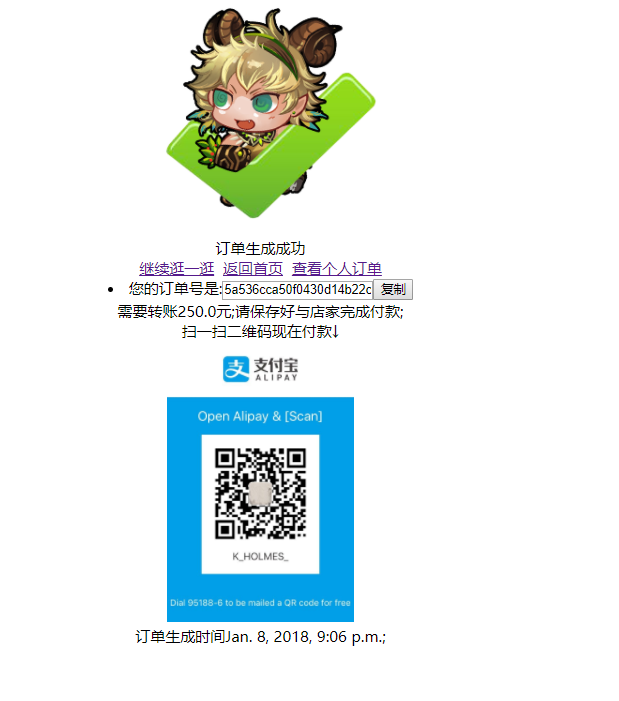 订单生成成功
继续逛一逛 返回首页 查看个人订单
您的订单号是:5a536cca50f0430d14b22c 复制
需要转账250.0元;请保存好与店家完成付款;
扫一扫二维码现在付款↓
支付宝
ALIPAY
Open Alipay & [Scan]
K_HOLMES_
Dial 95188-6 to be mailed a QR code for free
订单生成时间Jan. 8, 2018, 9:06 p.m.;